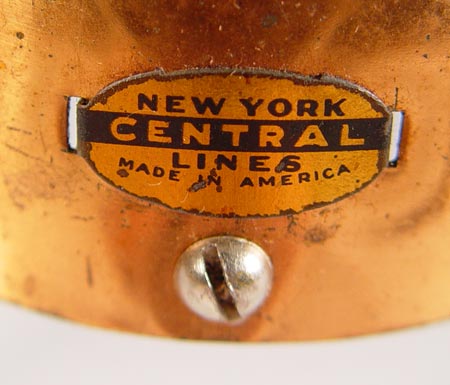 NEW YORK
CENTRAL
LINES
MADE IN AMERICA